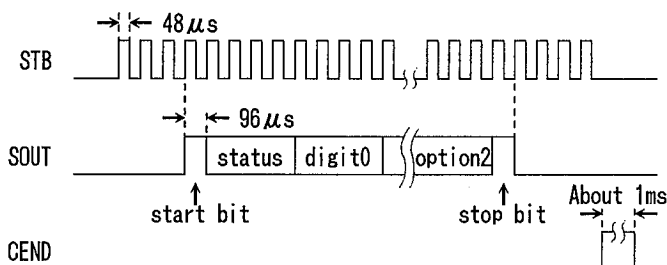 48μs
STB
96μs
SOUT status digit0 option2
start bit stop bit
About 1ms
CEND